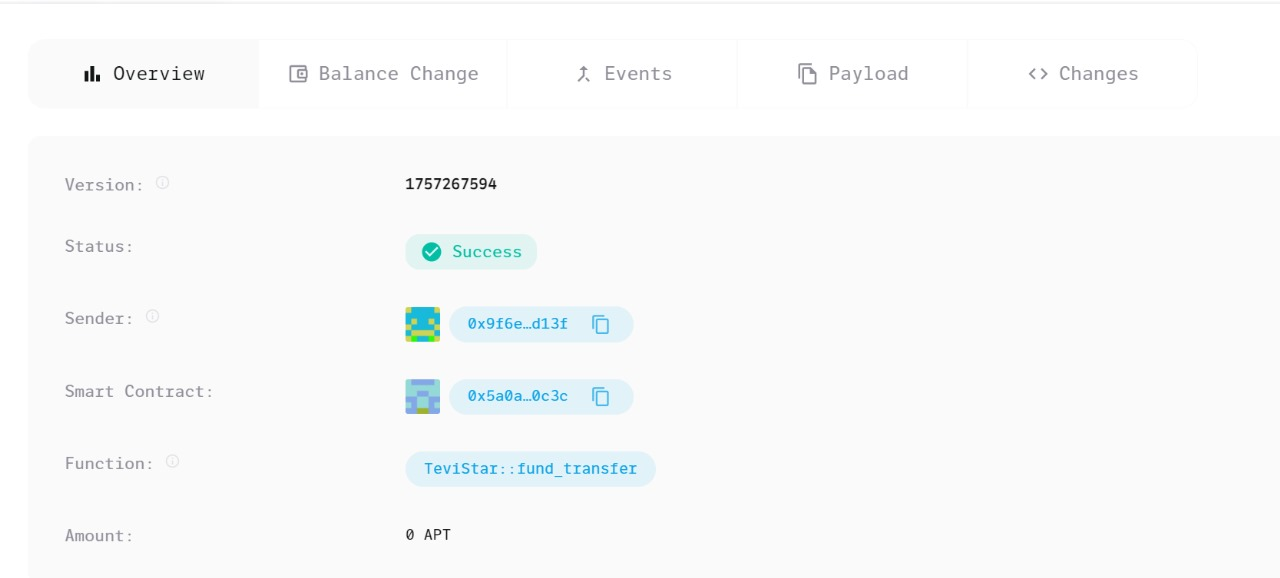 Overview Balance Change Events Payload Changes
Version: 1757267594
Status: Success
Sender: 0x9f6e…d13f
Smart Contract: 0x5a0a…0c3c
Function: TeviStar::fund_transfer
Amount: 0 APT